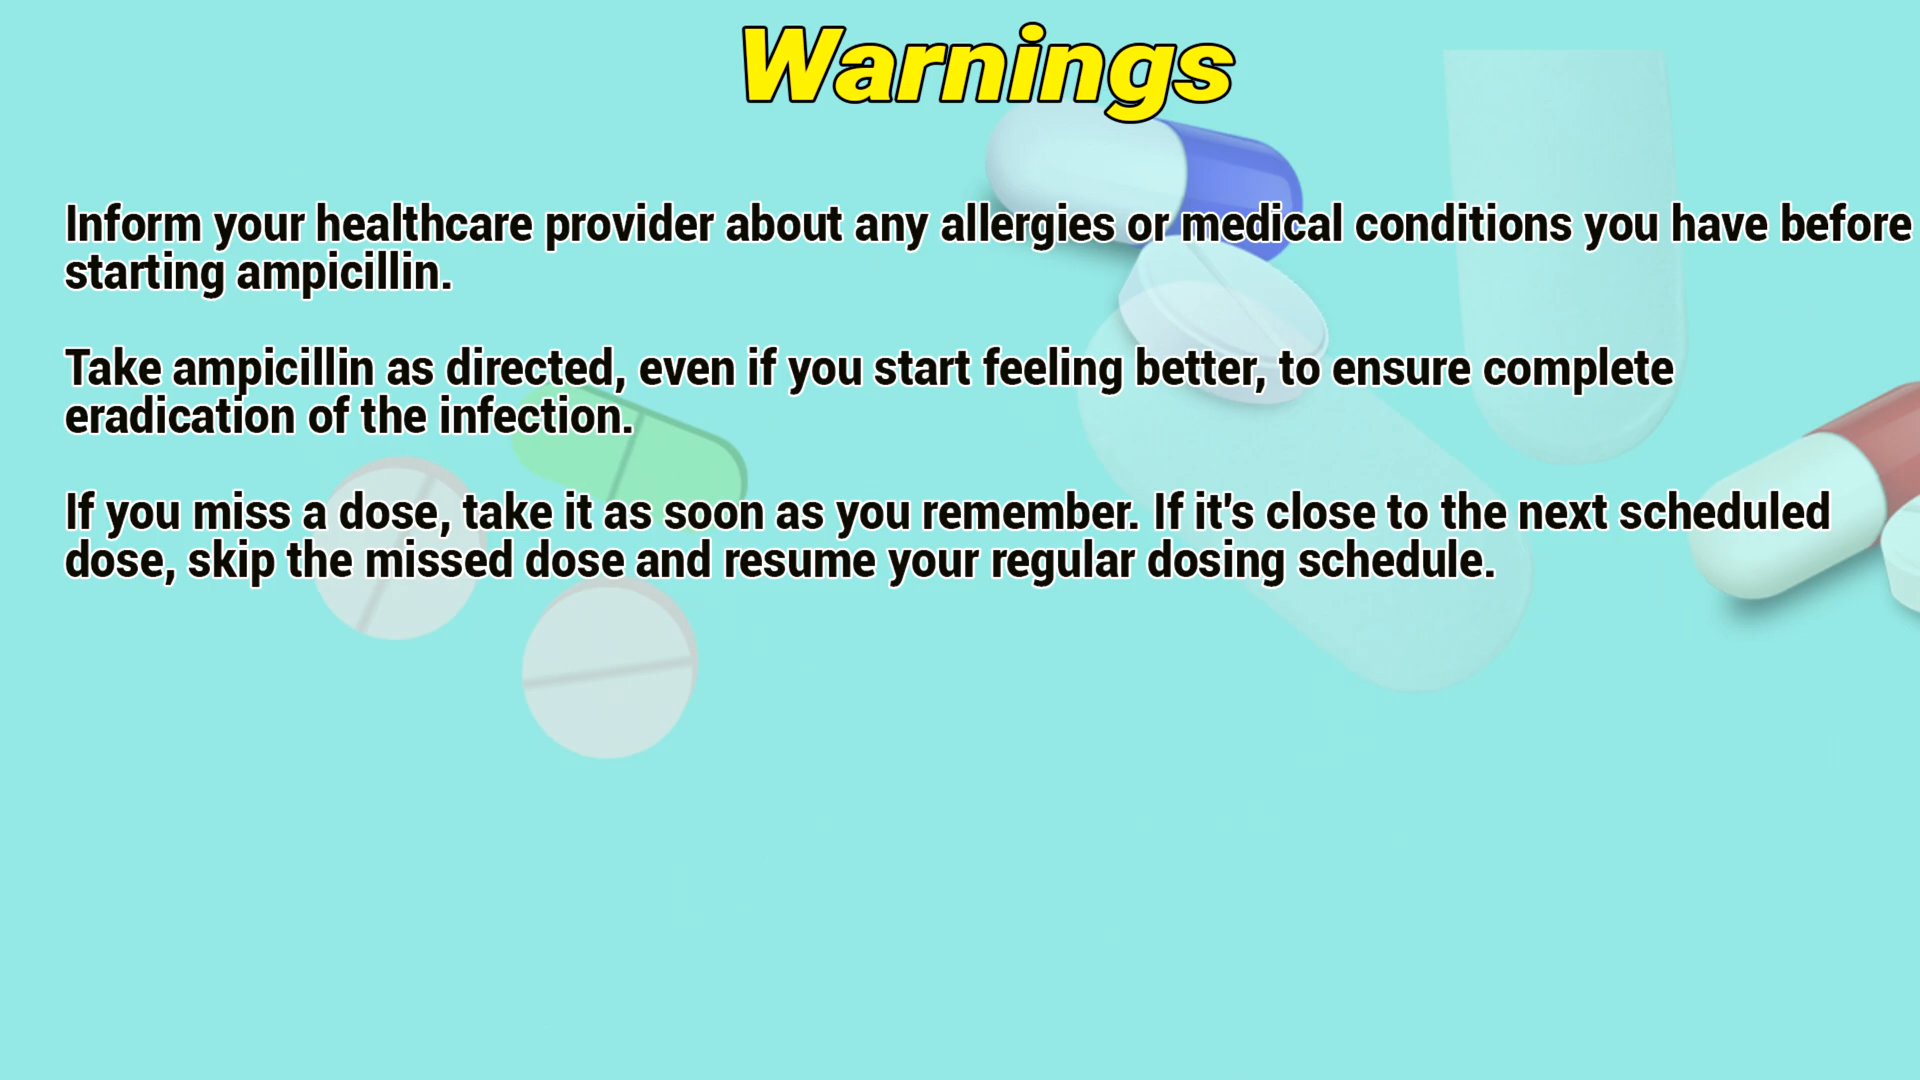 Warnings
Inform your healthcare provider about any allergies or medical conditions you have before
starting ampicillin.
Take ampicillin as directed, even if you start feeling better, to ensure complete
eradication of the infection.
If you miss a dose, take it as soon as you remember. If it's close to the next scheduled
dose, skip the missed dose and resume your regular dosing schedule.